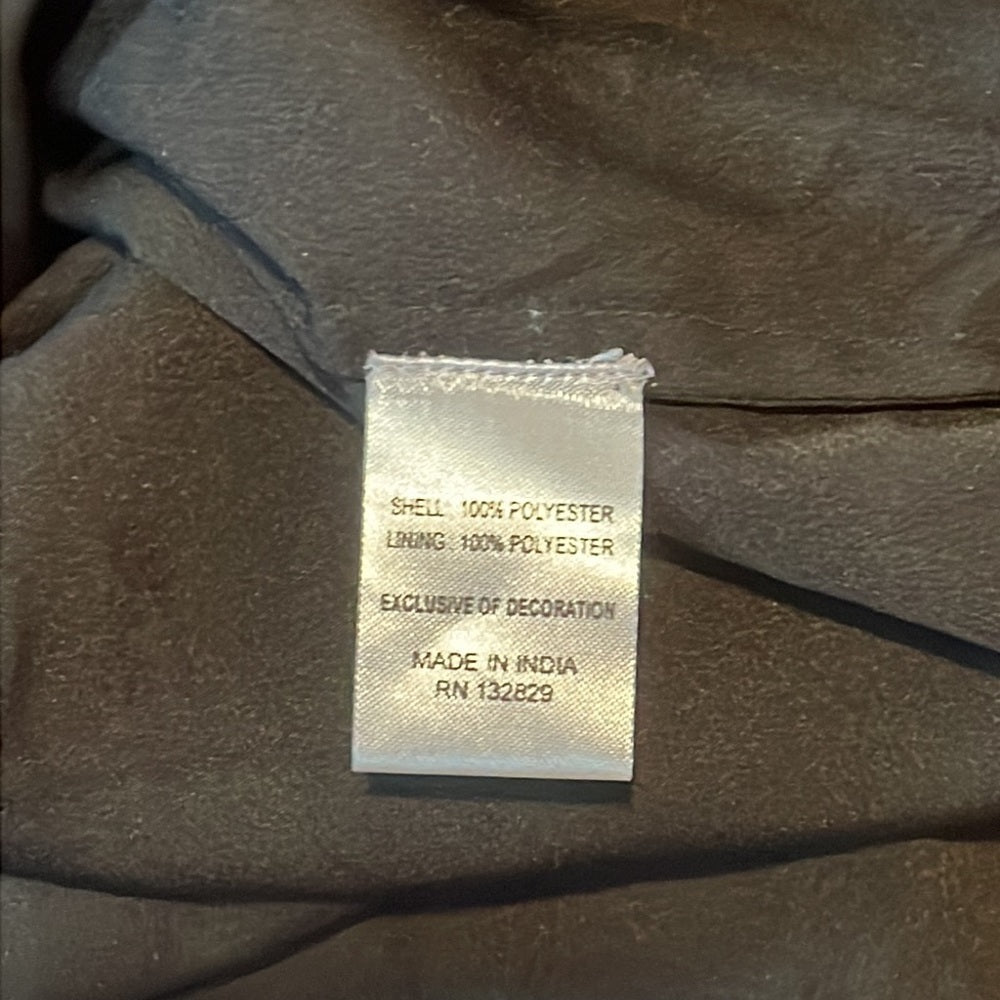 SHELL : 100% POLYESTER
LINING : 100% POLYESTER
EXCLUSIVE OF DECORATION
MADE IN INDIA
RN 132829